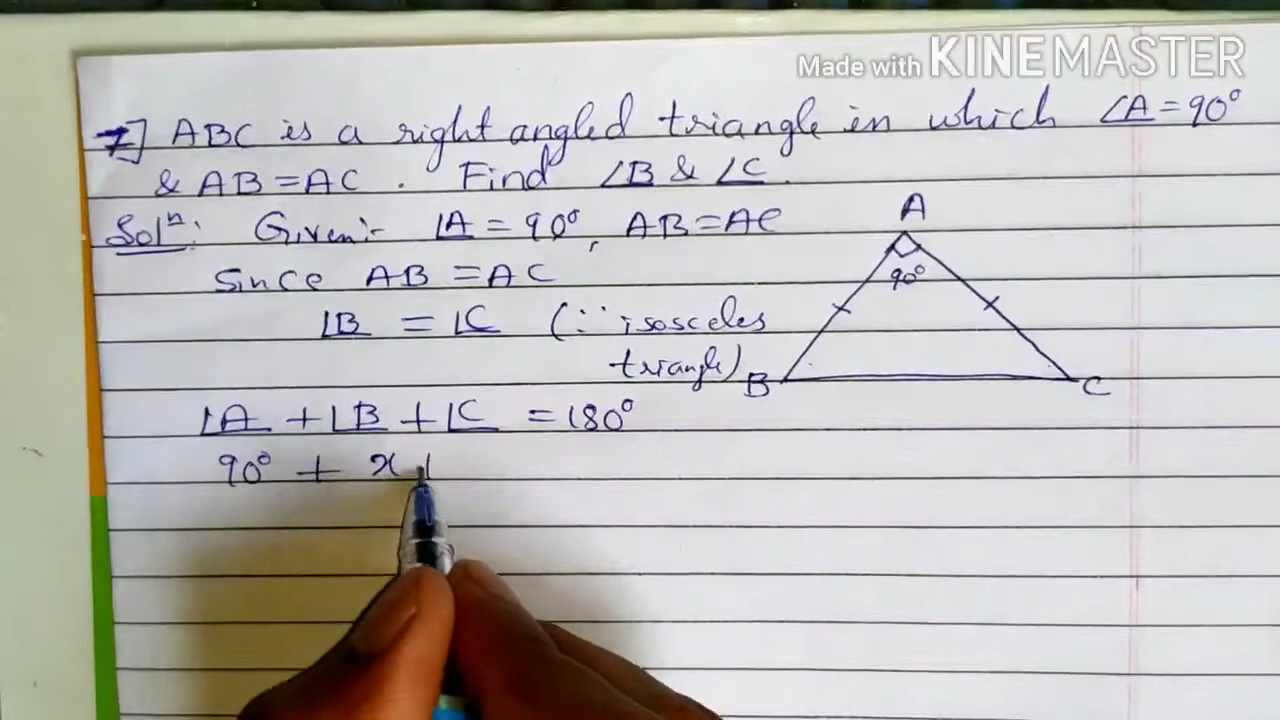 Made with KINEMASTER
7] ABC is a right angled triangle in which ∠A = 90°
& AB = AC . Find ∠B & ∠C.
Solⁿ: Given:- ∠A = 90°, AB = AC
A
Since AB = AC
90°
∠B = ∠C (∵ isosceles
triangle)
B C
∠A + ∠B + ∠C = 180°
90° + x +